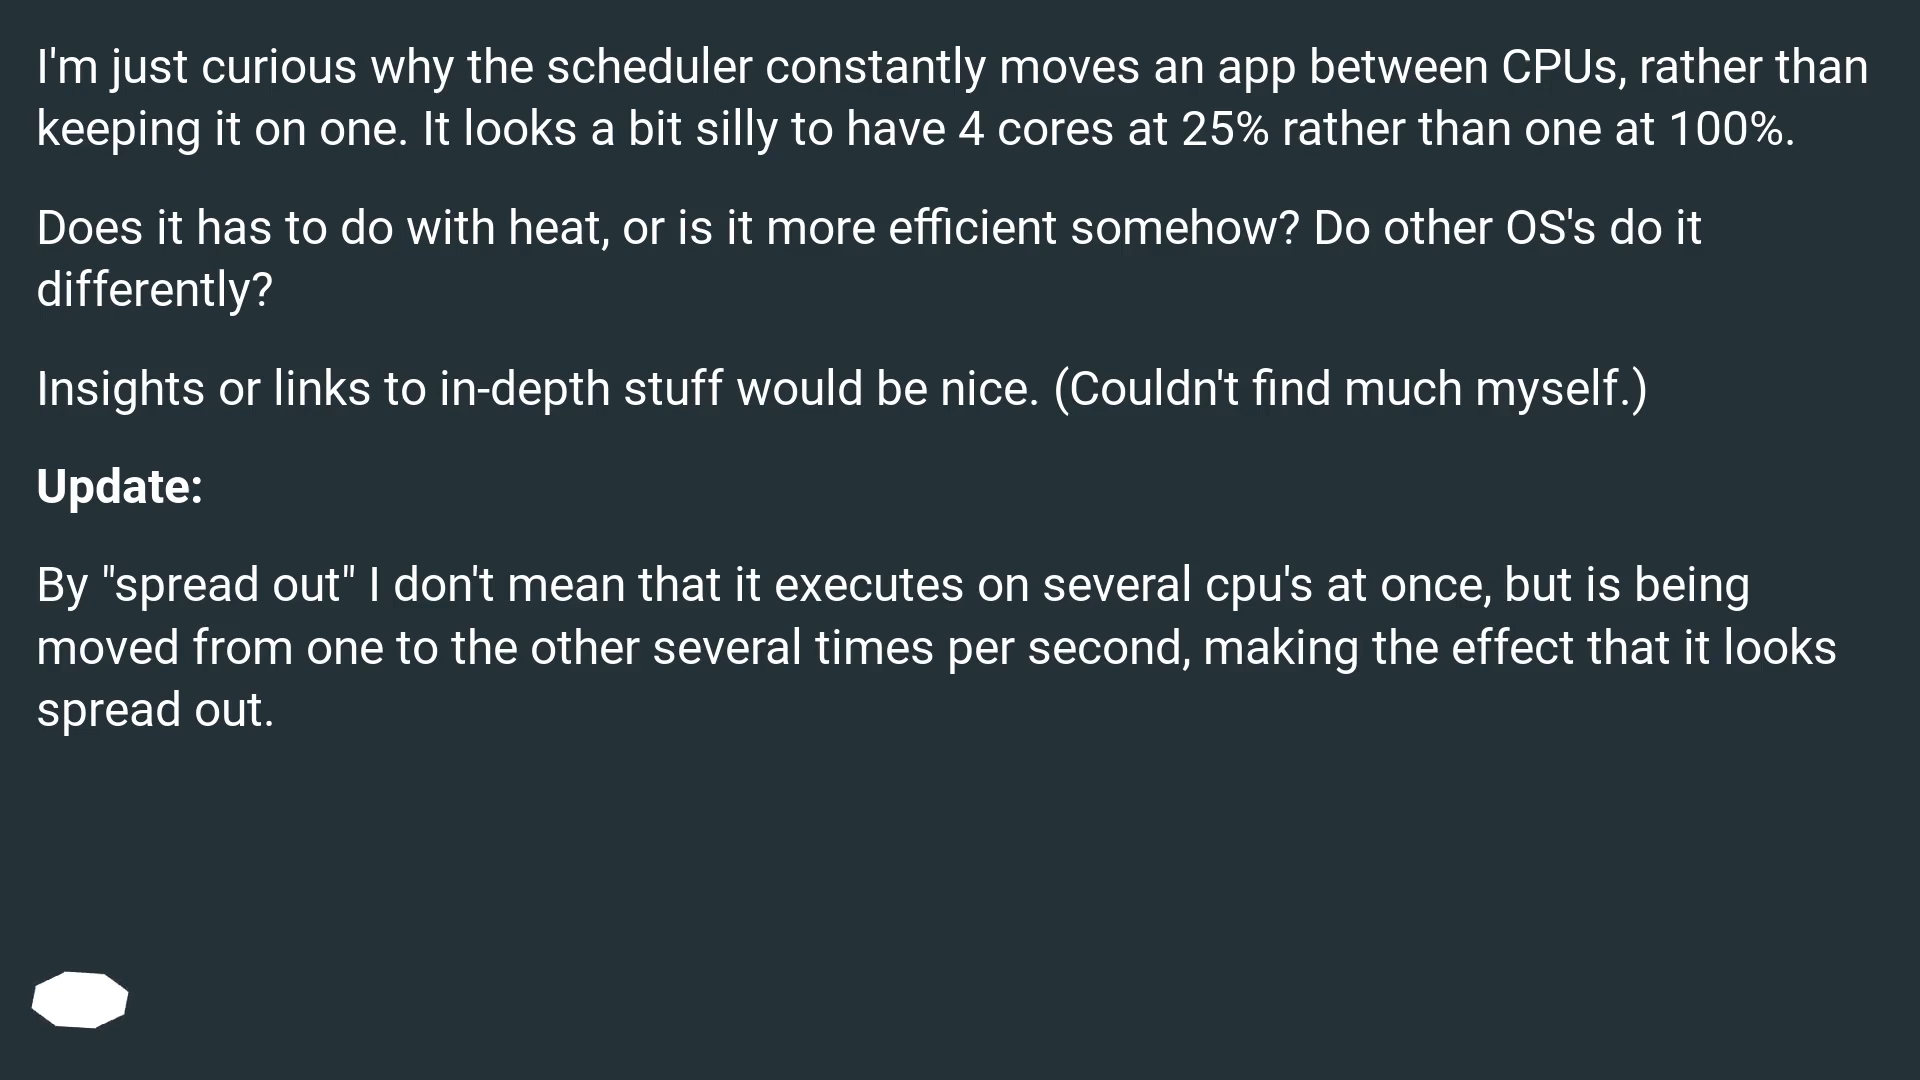 I'm just curious why the scheduler constantly moves an app between CPUs, rather than
keeping it on one. It looks a bit silly to have 4 cores at 25% rather than one at 100%.
Does it has to do with heat, or is it more efficient somehow? Do other OS's do it
differently?
Insights or links to in-depth stuff would be nice. (Couldn't find much myself.)
Update:
By "spread out" I don't mean that it executes on several cpu's at once, but is being
moved from one to the other several times per second, making the effect that it looks
spread out.